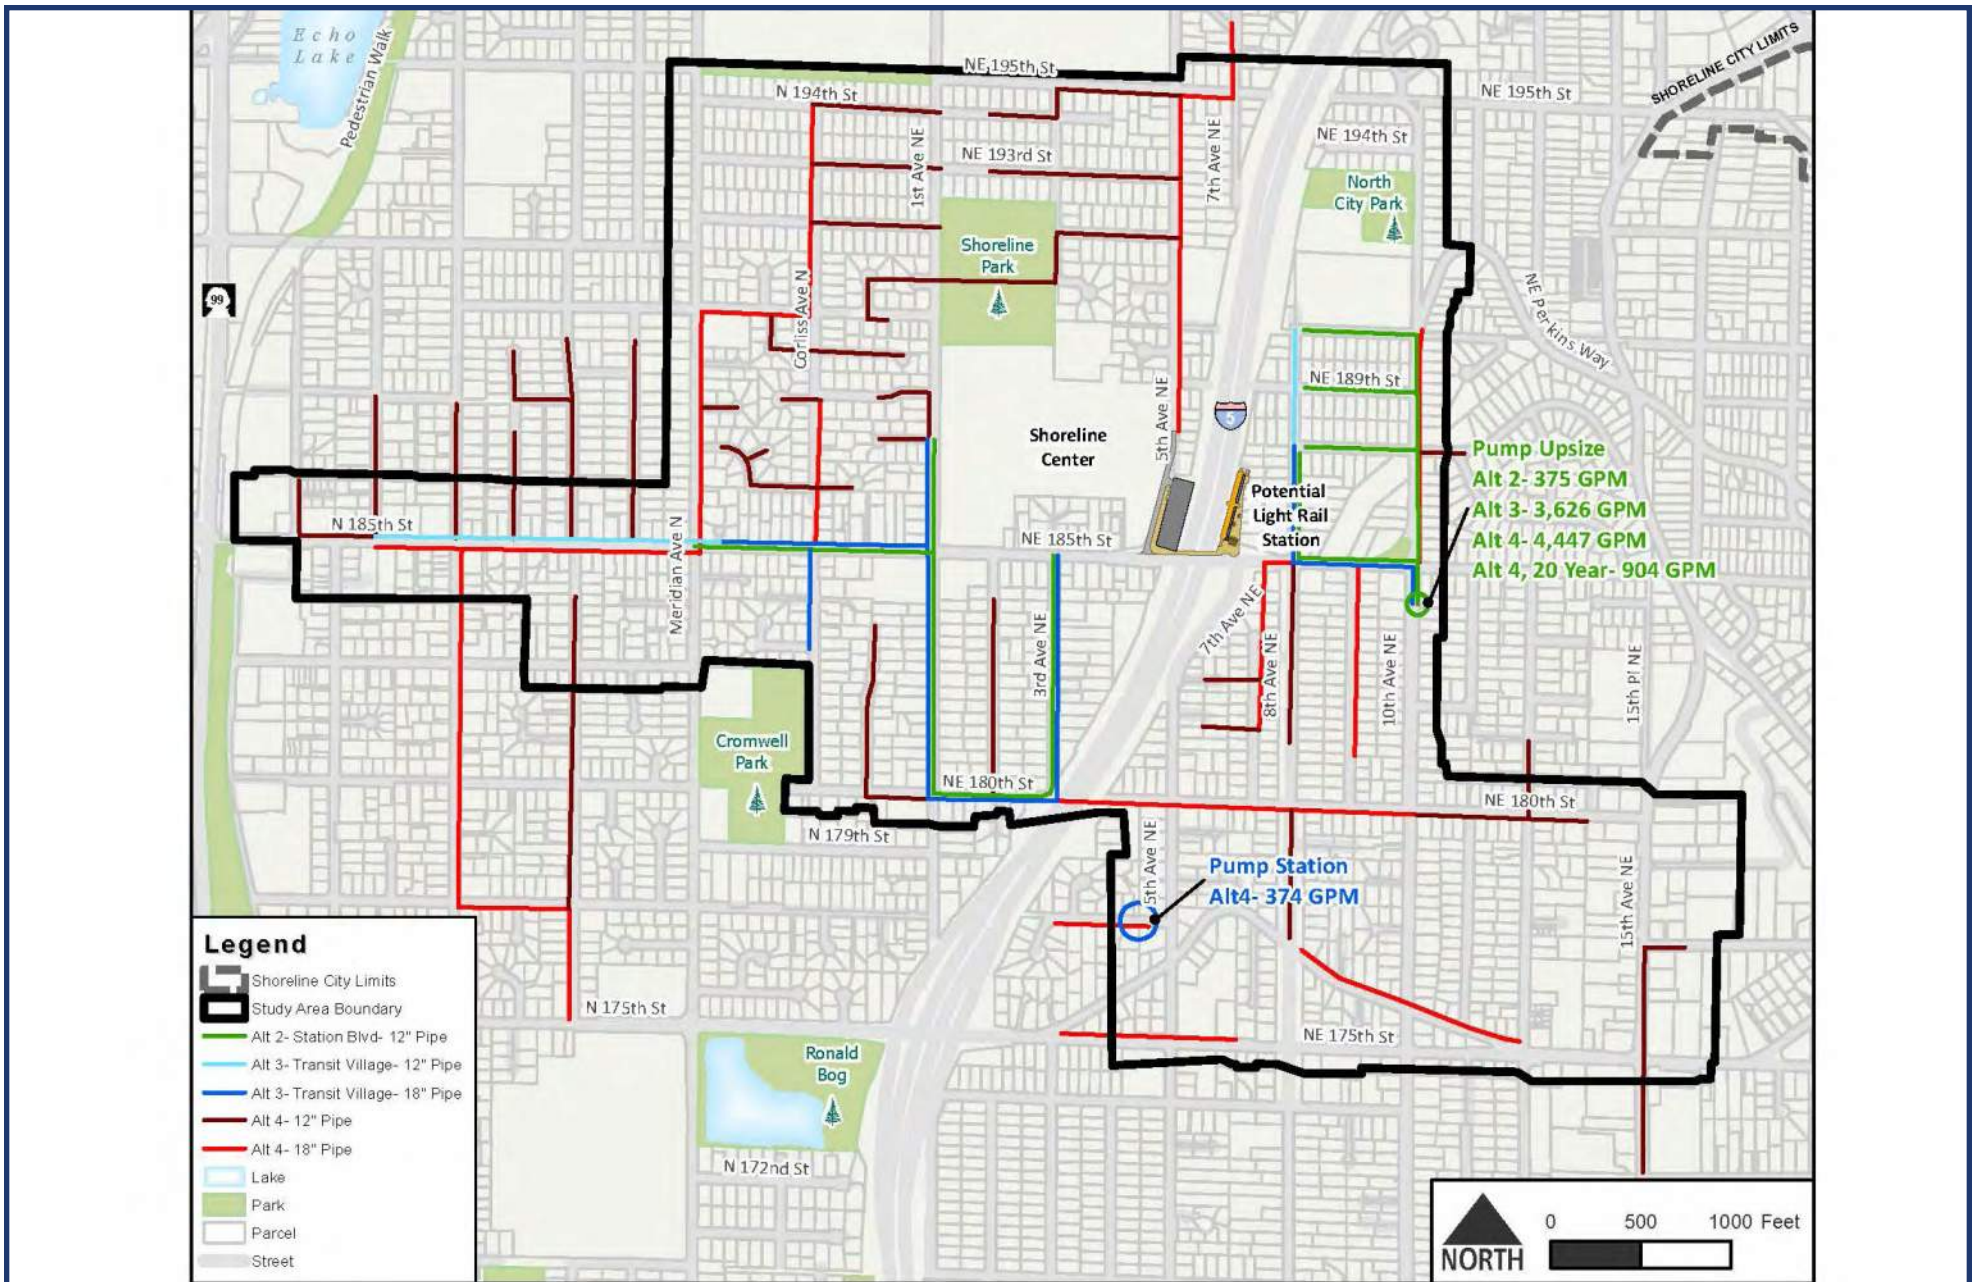 Echo
Lake
Pedestrian Walk
NE 195th St
SHORELINE CITY LIMITS
N 194th St
NE 195th St
NE 194th St
1st Ave NE
NE 193rd St
7th Ave NE
North
City Park
Shoreline
Park
99
Corliss Ave N
NE Perkins Way
5th Ave NE
NE 189th St
5
Shoreline
Center
Pump Upsize
Alt 2- 375 GPM
Alt 3- 3,626 GPM
Alt 4- 4,447 GPM
Alt 4, 20 Year- 904 GPM
Potential
Light Rail
Station
N 185th St
Meridian Ave N
NE 185th St
7th Ave NE
3rd Ave NE
8th Ave NE
10th Ave NE
15th Pl NE
Cromwell
Park
NE 180th St
NE 180th St
N 179th St
5th Ave NE
Pump Station
Alt4- 374 GPM
15th Ave NE
N 175th St
NE 175th St
Ronald
Bog
N 172nd St
Legend
Shoreline City Limits
Study Area Boundary
Alt 2- Station Blvd- 12" Pipe
Alt 3- Transit Village- 12" Pipe
Alt 3- Transit Village- 18" Pipe
Alt 4- 12" Pipe
Alt 4- 18" Pipe
Lake
Park
Parcel
Street
NORTH
0 500 1000 Feet